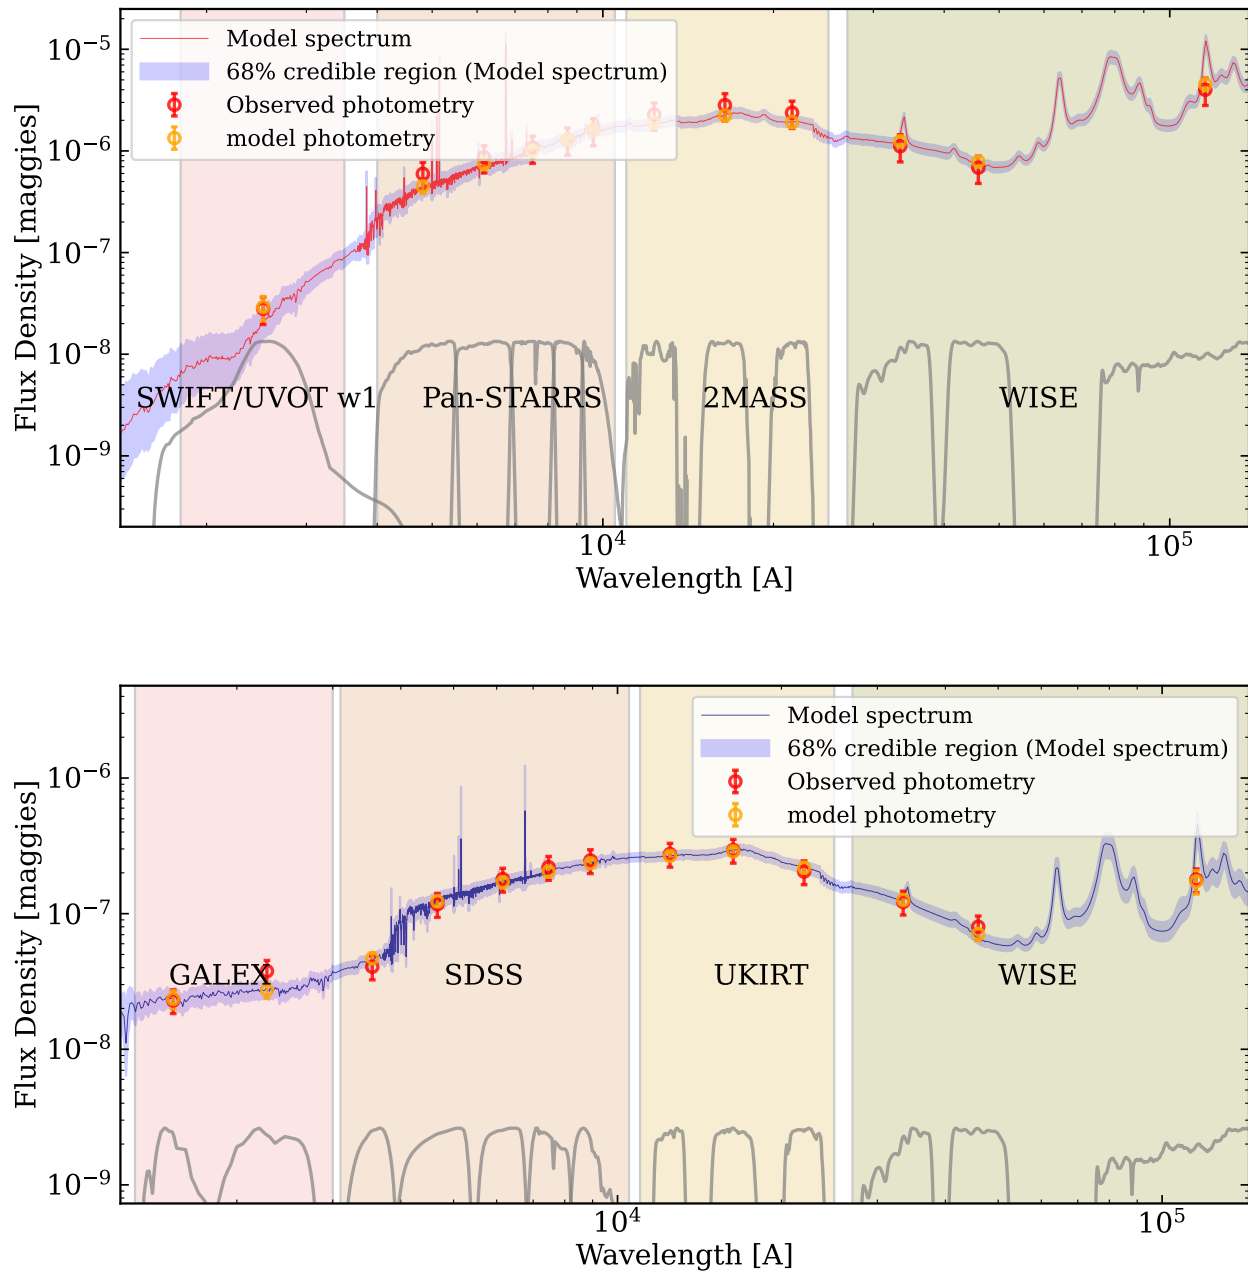 10⁻⁵
10⁻⁶
10⁻⁷
10⁻⁸
10⁻⁹
Flux Density [maggies]
Model spectrum
68% credible region (Model spectrum)
Observed photometry
model photometry
SWIFT/UVOT w1
Pan-STARRS
2MASS
WISE
10⁴
10⁵
Wavelength [A]
10⁻⁶
10⁻⁷
10⁻⁸
10⁻⁹
Flux Density [maggies]
Model spectrum
68% credible region (Model spectrum)
Observed photometry
model photometry
GALEX
SDSS
UKIRT
WISE
10⁴
10⁵
Wavelength [A]